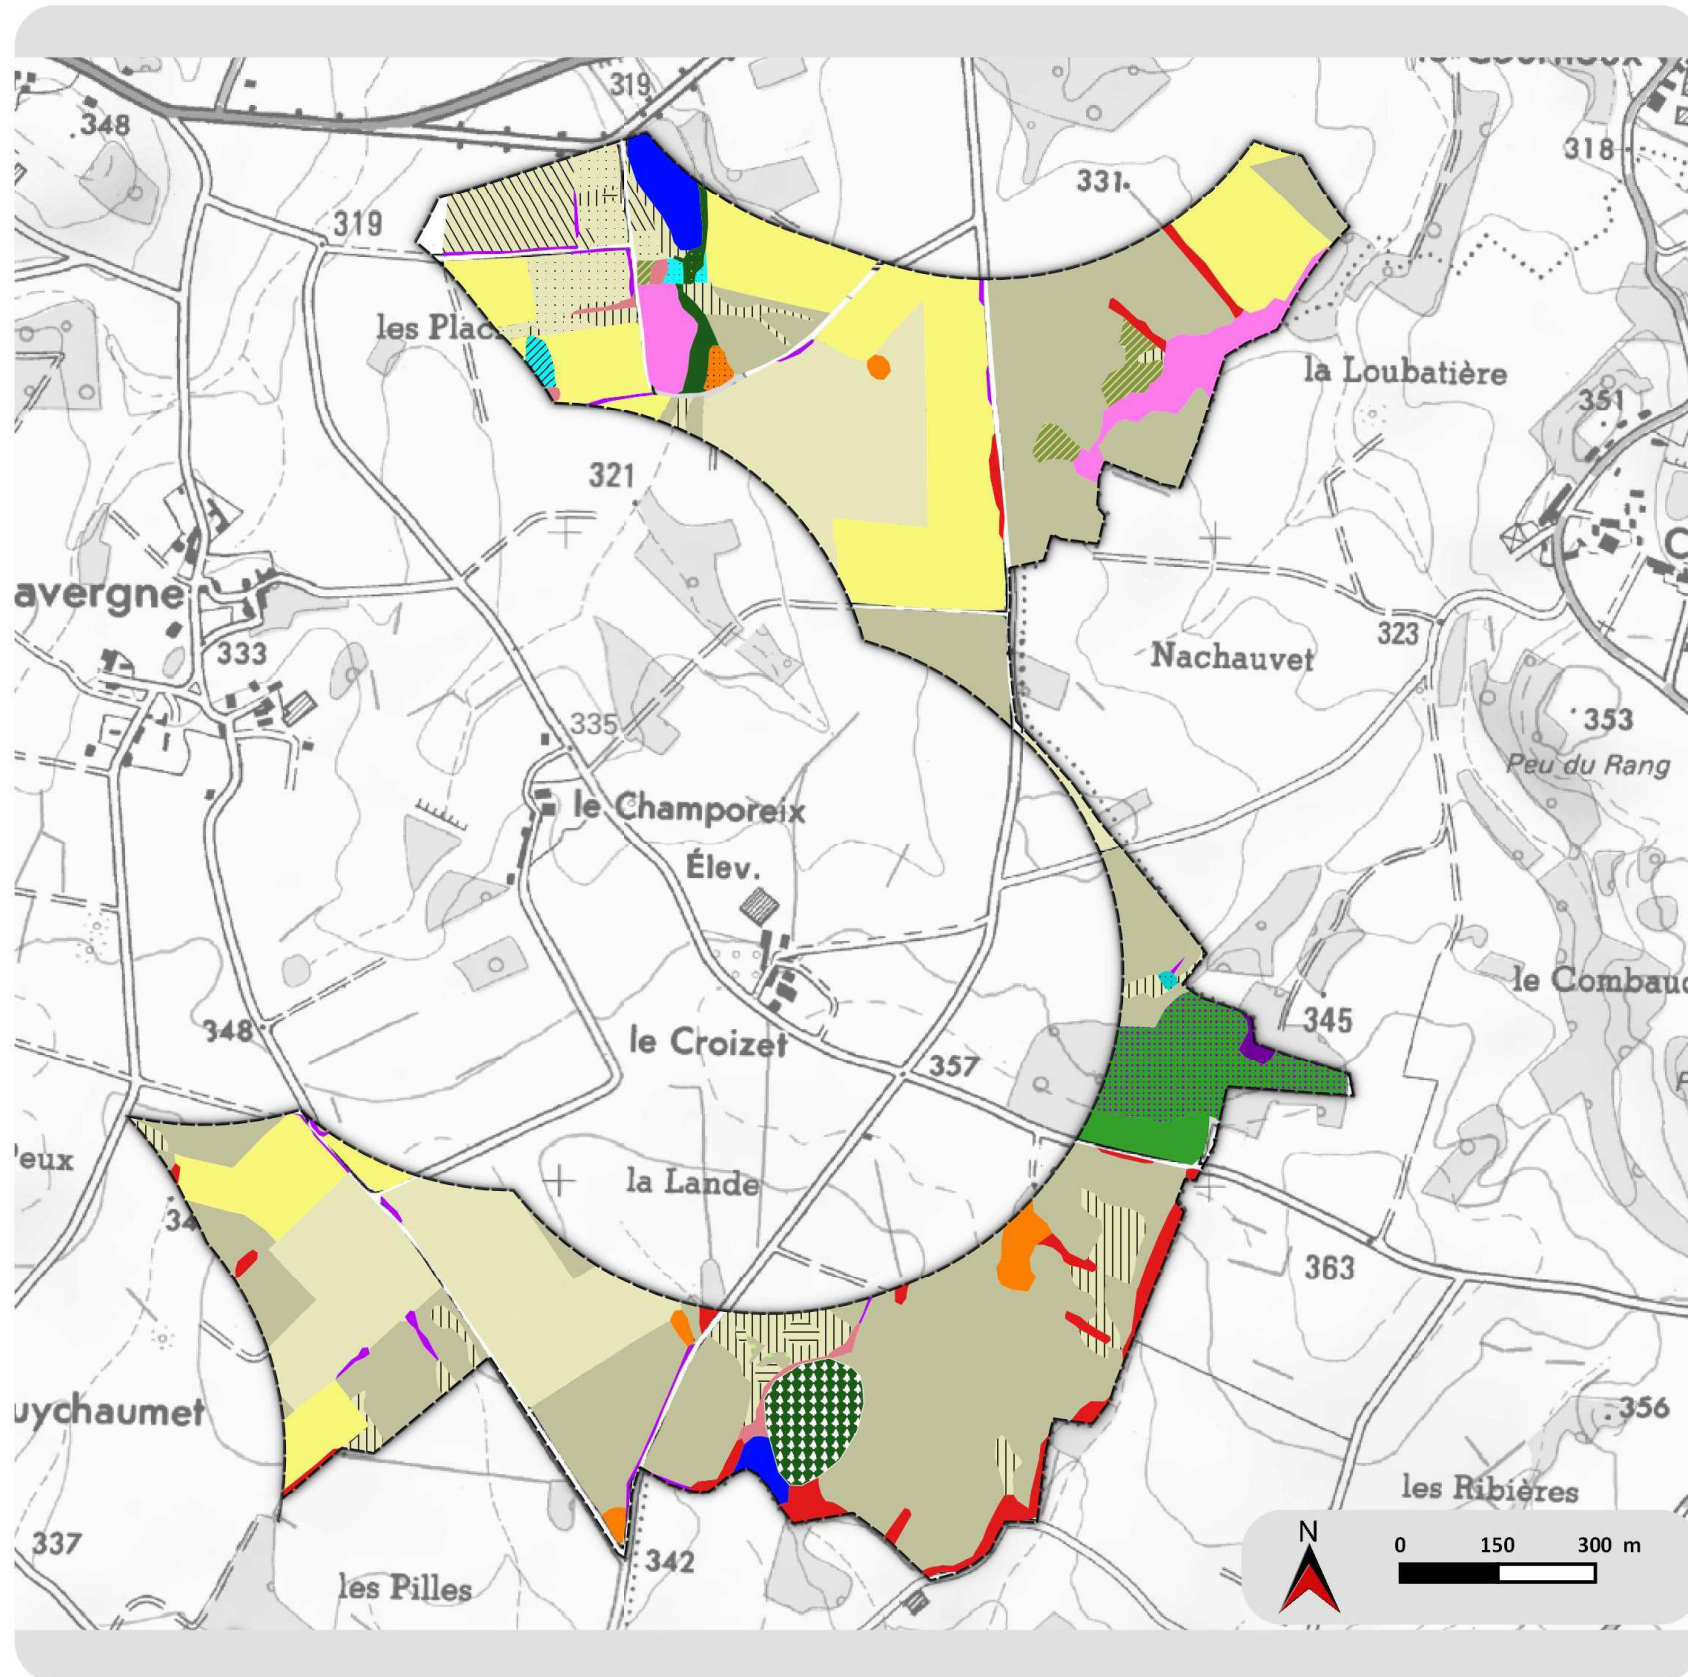 319
348
318
331
319
les Plac
la Loubatière
351
321
avergne
333
323
Nachauvet
335
353
Peu du Rang
le Champoreix
Élev.
le Combau
348
le Croizet
345
357
eux
la Lande
34
363
uychaumet
356
les Ribières
337
342
les Pilles
N
0 150 300 m